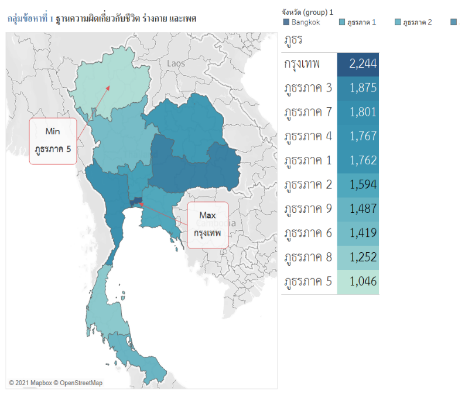 กลุ่มข้อหาที่ 1 ฐานความผิดเกี่ยวกับชีวิต ร่างกาย และเพศ
จังหวัด (group) 1
Bangkok ภูธรภาค 1 ภูธรภาค 2
Laos
Min
ภูธรภาค 5
Max
กรุงเทพ
ภูธร
กรุงเทพ 2,244
ภูธรภาค 3 1,875
ภูธรภาค 7 1,801
ภูธรภาค 4 1,767
ภูธรภาค 1 1,762
ภูธรภาค 2 1,594
ภูธรภาค 9 1,487
ภูธรภาค 6 1,419
ภูธรภาค 8 1,252
ภูธรภาค 5 1,046
© 2021 Mapbox © OpenStreetMap